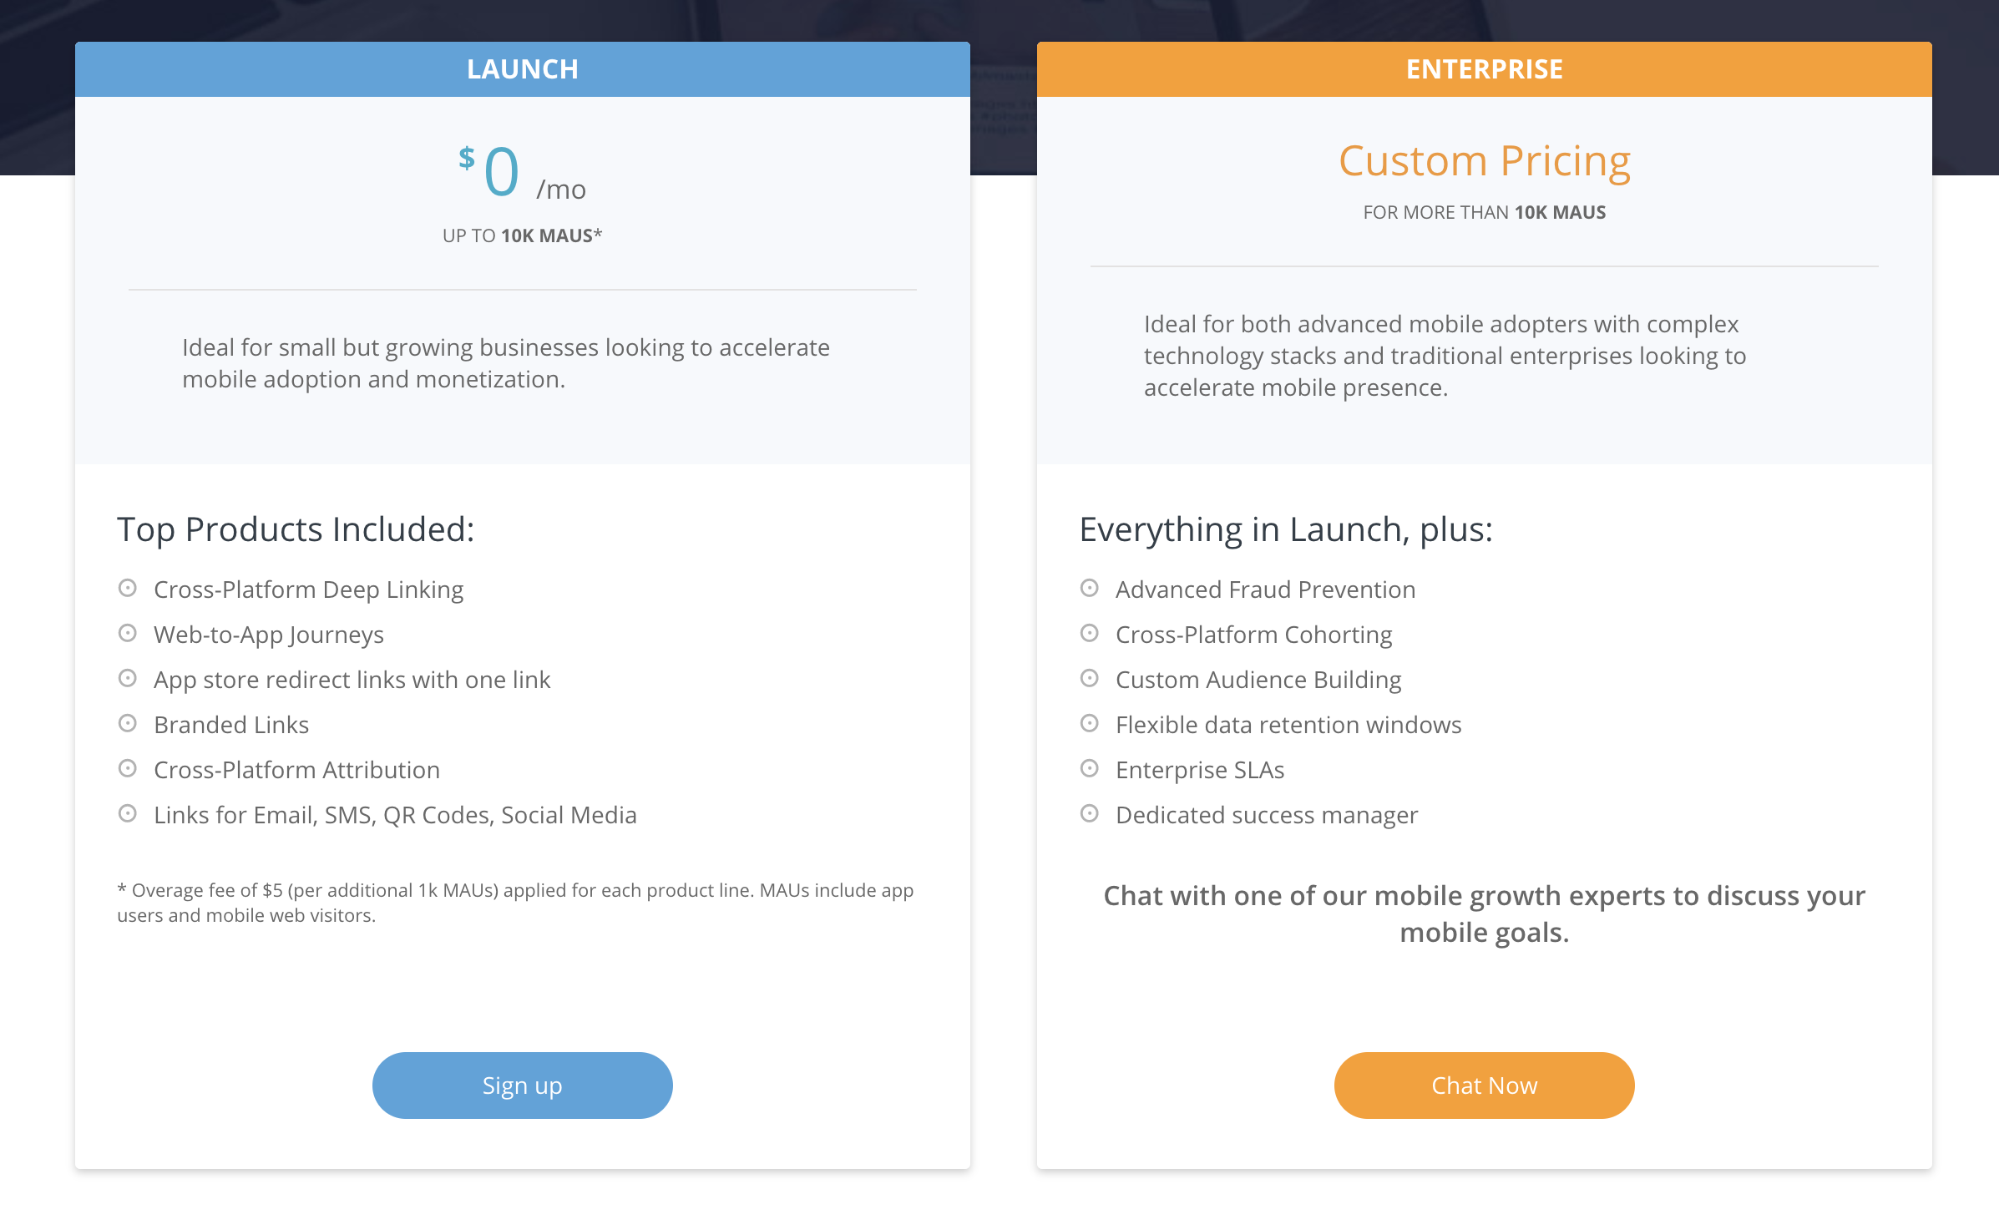 LAUNCH
$0 /mo
UP TO 10K MAUS*
Ideal for small but growing businesses looking to accelerate
mobile adoption and monetization.
Top Products Included:
Cross-Platform Deep Linking
Web-to-App Journeys
App store redirect links with one link
Branded Links
Cross-Platform Attribution
Links for Email, SMS, QR Codes, Social Media
* Overage fee of $5 (per additional 1k MAUs) applied for each product line. MAUs include app
users and mobile web visitors.
Sign up
ENTERPRISE
Custom Pricing
FOR MORE THAN 10K MAUS
Ideal for both advanced mobile adopters with complex
technology stacks and traditional enterprises looking to
accelerate mobile presence.
Everything in Launch, plus:
Advanced Fraud Prevention
Cross-Platform Cohorting
Custom Audience Building
Flexible data retention windows
Enterprise SLAs
Dedicated success manager
Chat with one of our mobile growth experts to discuss your
mobile goals.
Chat Now